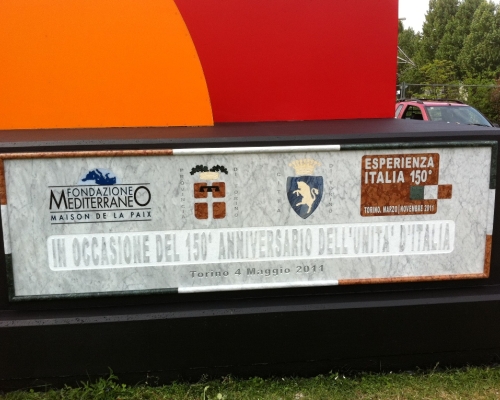 FONDAZIONE
MEDITERRANEO
MAISON DE LA PAIX
ESPERIENZA
ITALIA 150°
TORINO, MARZO | NOVEMBRE 2011
IN OCCASIONE DEL 150° ANNIVERSARIO DELL'UNITA' D'ITALIA
Torino 4 Maggio 2011